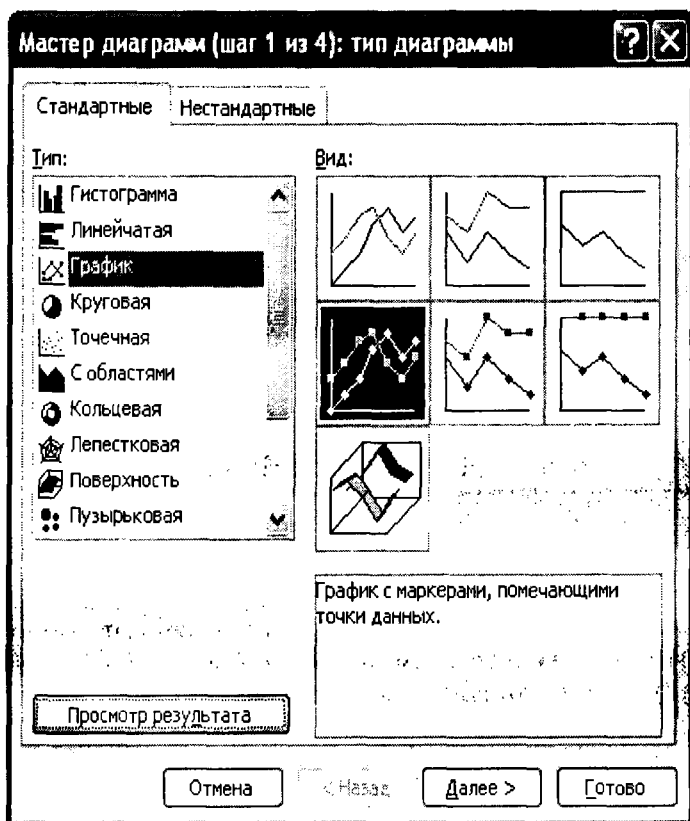 Мастер диаграмм (шаг 1 из 4): тип диаграммы
Стандартные
Нестандартные
Тип:
Гистограмма
Линейчатая
График
Круговая
Точечная
С областями
Кольцевая
Лепестковая
Поверхность
Пузырьковая
Вид:
График с маркерами, помечающими
точки данных.
Просмотр результата
Отмена
< Назад
Далее >
Готово